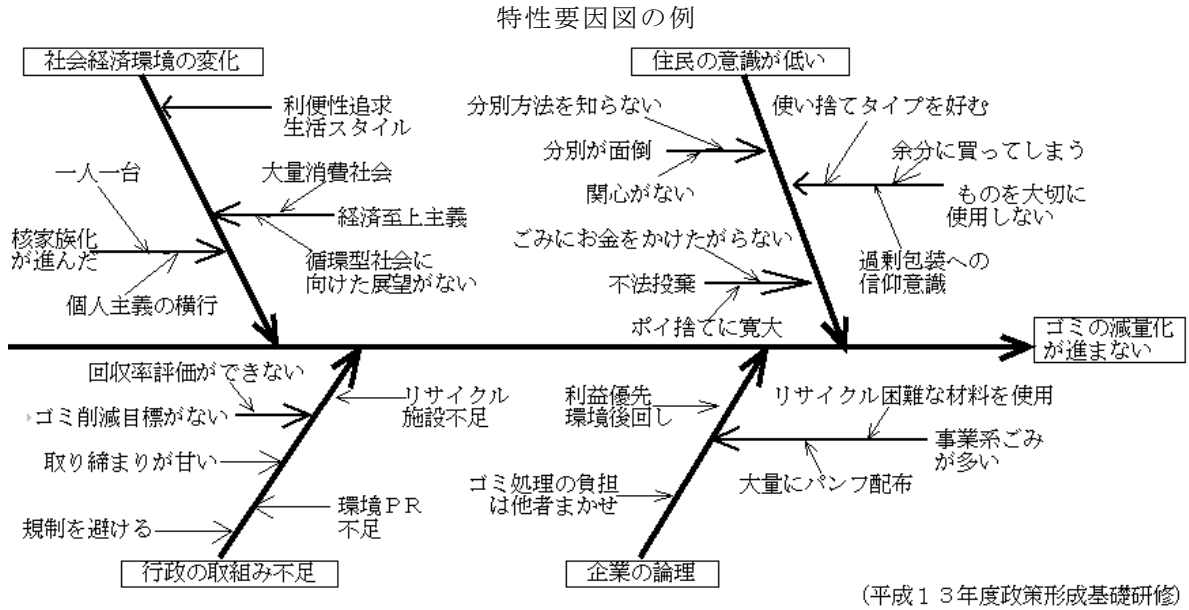 特性要因図の例
社会経済環境の変化
住民の意識が低い
利便性追求
生活スタイル
分別方法を知らない
使い捨てタイプを好む
分別が面倒
余分に買ってしまう
一人一台
大量消費社会
関心がない
ものを大切に
使用しない
経済至上主義
核家族化
が進んだ
循環型社会に
向けた展望がない
ごみにお金をかけたがらない
過剰包装への
信仰意識
不法投棄
個人主義の横行
ポイ捨てに寛大
ゴミの減量化
が進まない
回収率評価ができない
リサイクル
施設不足
利益優先
環境後回し
リサイクル困難な材料を使用
ゴミ削減目標がない
事業系ごみ
が多い
取り締まりが甘い
大量にパンフ配布
ゴミ処理の負担
は他者まかせ
環境PR
不足
規制を避ける
行政の取組み不足
企業の論理
(平成13年度政策形成基礎研修)